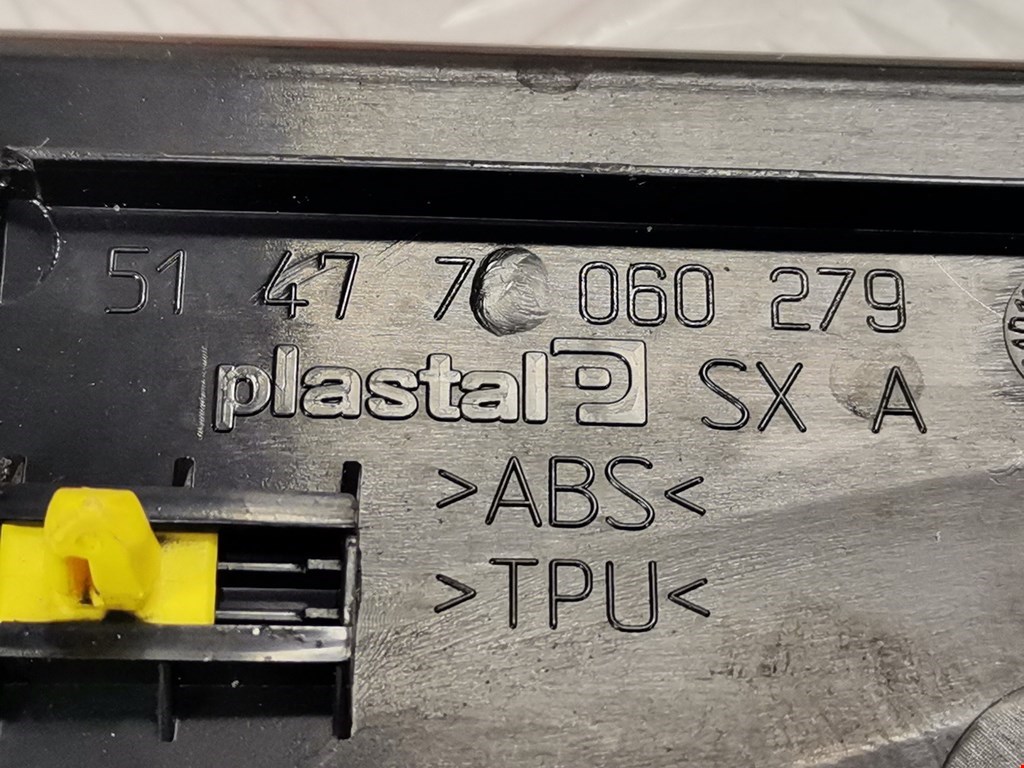 51 47 7 060 279
plastal SX A
>ABS<
>TPU<